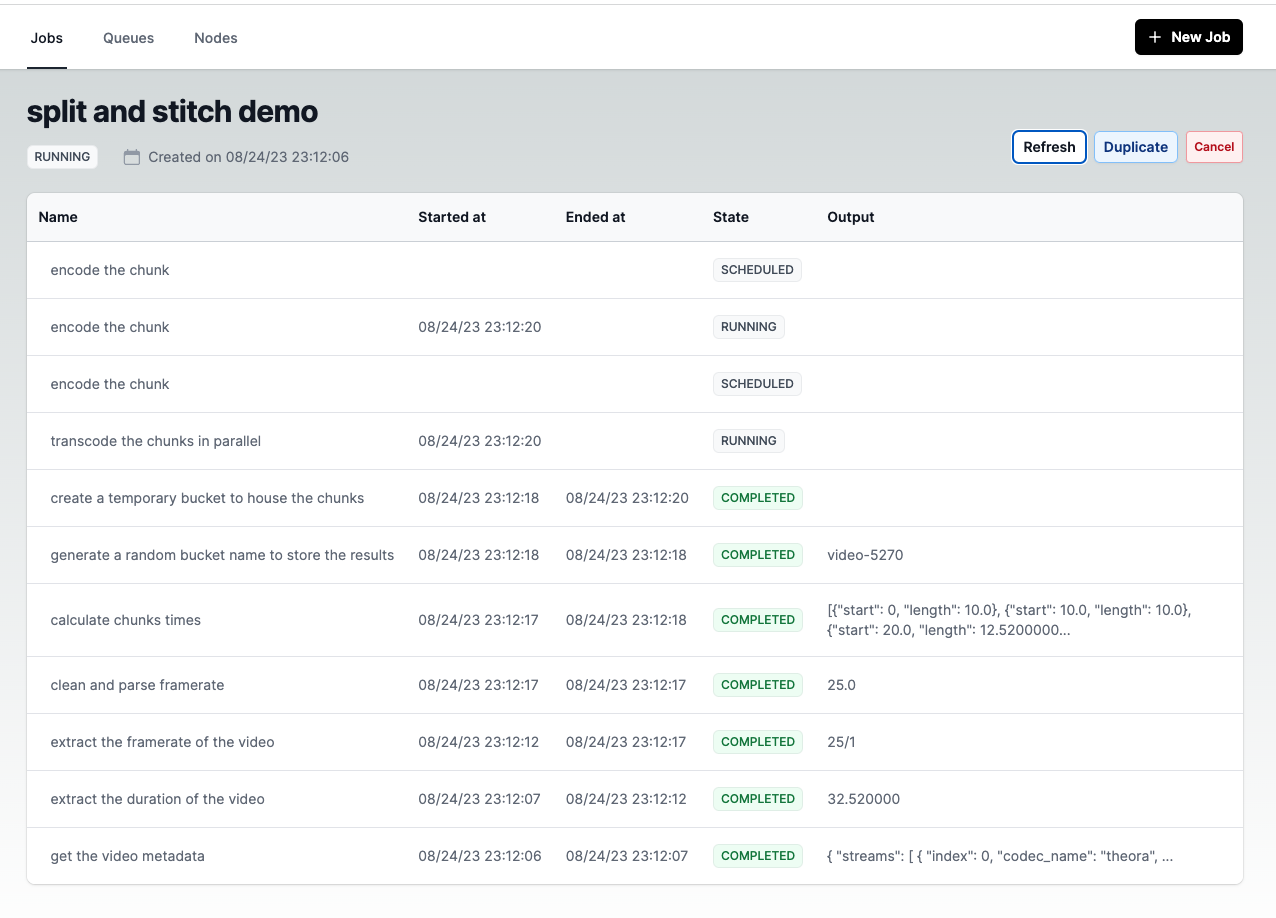 Jobs Queues Nodes + New Job
split and stitch demo
RUNNING Created on 08/24/23 23:12:06 Refresh Duplicate Cancel
Name Started at Ended at State Output
encode the chunk SCHEDULED
encode the chunk 08/24/23 23:12:20 RUNNING
encode the chunk SCHEDULED
transcode the chunks in parallel 08/24/23 23:12:20 RUNNING
create a temporary bucket to house the chunks 08/24/23 23:12:18 08/24/23 23:12:20 COMPLETED
generate a random bucket name to store the results 08/24/23 23:12:18 08/24/23 23:12:18 COMPLETED video-5270
calculate chunks times 08/24/23 23:12:17 08/24/23 23:12:18 COMPLETED [{"start": 0, "length": 10.0}, {"start": 10.0, "length": 10.0},
{"start": 20.0, "length": 12.5200000...
clean and parse framerate 08/24/23 23:12:17 08/24/23 23:12:17 COMPLETED 25.0
extract the framerate of the video 08/24/23 23:12:12 08/24/23 23:12:17 COMPLETED 25/1
extract the duration of the video 08/24/23 23:12:07 08/24/23 23:12:12 COMPLETED 32.520000
get the video metadata 08/24/23 23:12:06 08/24/23 23:12:07 COMPLETED { "streams": [ { "index": 0, "codec_name": "theora", ...